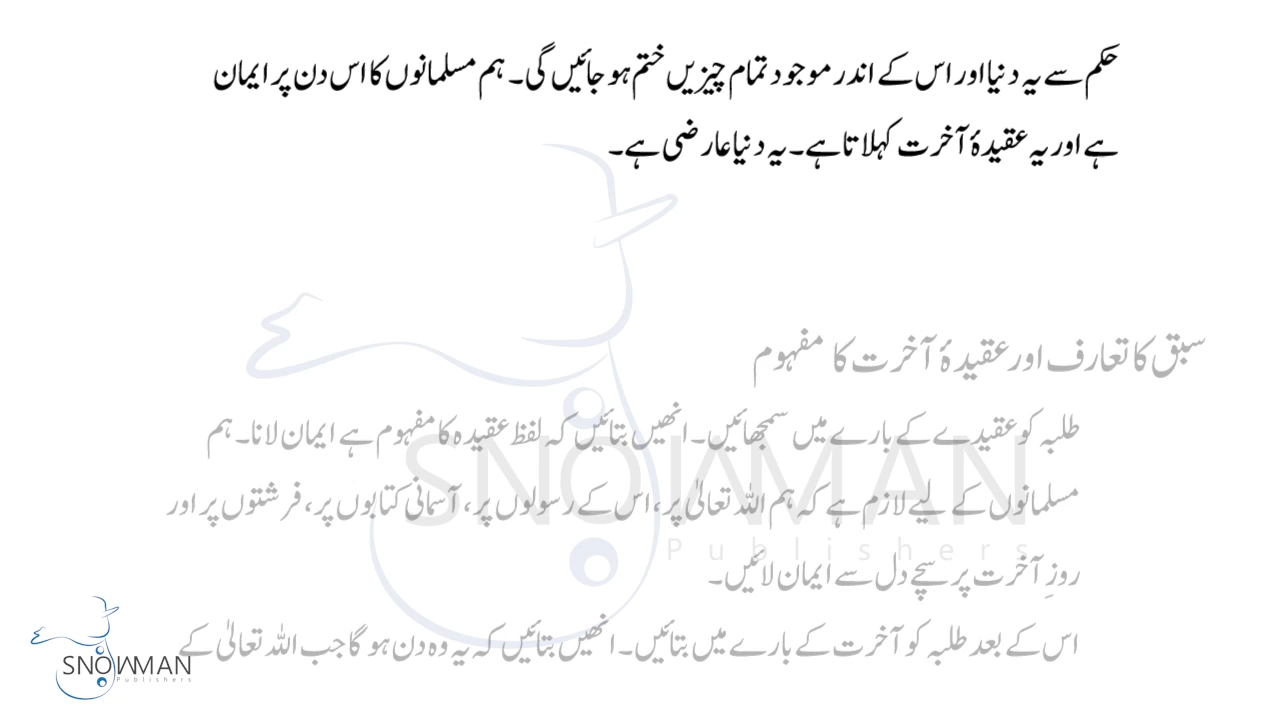 حکم سے یہ دنیا اور اس کے اندر موجود تمام چیزیں ختم ہو جائیں گی۔ ہم مسلمانوں کا اس دن پر ایمان
ہے اور یہ عقیدۂ آخرت کہلاتا ہے۔ یہ دنیا عارضی ہے۔
سبق کا تعارف اور عقیدۂ آخرت کا مفہوم
طلبہ کو عقیدے کے بارے میں سمجھائیں۔ انھیں بتائیں کہ لفظ عقیدہ کا مفہوم ہے ایمان لانا۔ ہم
مسلمانوں کے لیے لازم ہے کہ ہم اللہ تعالیٰ پر، اس کے رسولوں پر، آسمانی کتابوں پر، فرشتوں پر اور
روزِ آخرت پر سچے دل سے ایمان لائیں۔
اس کے بعد طلبہ کو آخرت کے بارے میں بتائیں۔ انھیں بتائیں کہ یہ وہ دن ہو گا جب اللہ تعالیٰ کے
SNOWMAN
Publishers
SNOWMAN
Publishers